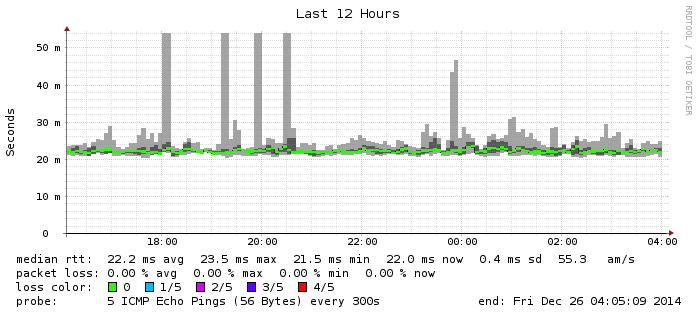 Last 12 Hours
RRDTOOL / TOBI OETIKER
Seconds
50 m
40 m
30 m
20 m
10 m
0
18:00 20:00 22:00 00:00 02:00 04:00
median rtt: 22.2 ms avg 23.5 ms max 21.5 ms min 22.0 ms now 0.4 ms sd 55.3 am/s
packet loss: 0.00 % avg 0.00 % max 0.00 % min 0.00 % now
loss color: 0 1/5 2/5 3/5 4/5
probe: 5 ICMP Echo Pings (56 Bytes) every 300s end: Fri Dec 26 04:05:09 2014